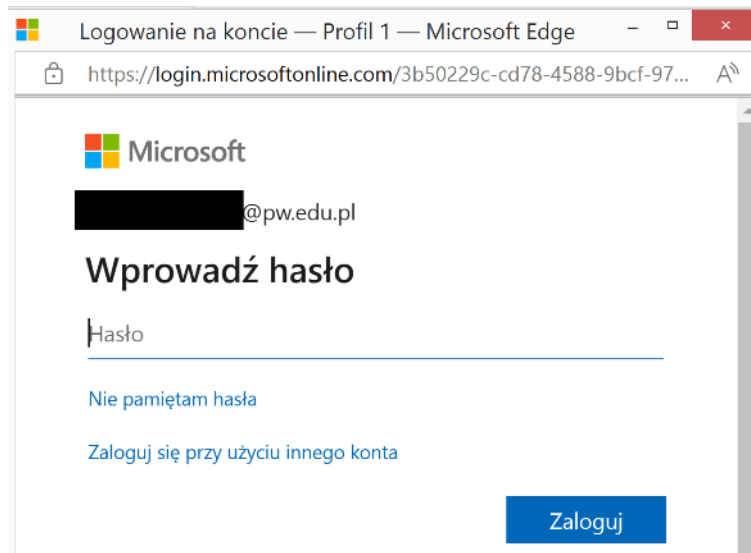 Logowanie na koncie — Profil 1 — Microsoft Edge
https://login.microsoftonline.com/3b50229c-cd78-4588-9bcf-97...
Microsoft
@pw.edu.pl
Wprowadź hasło
Hasło
Nie pamiętam hasła
Zaloguj się przy użyciu innego konta
Zaloguj